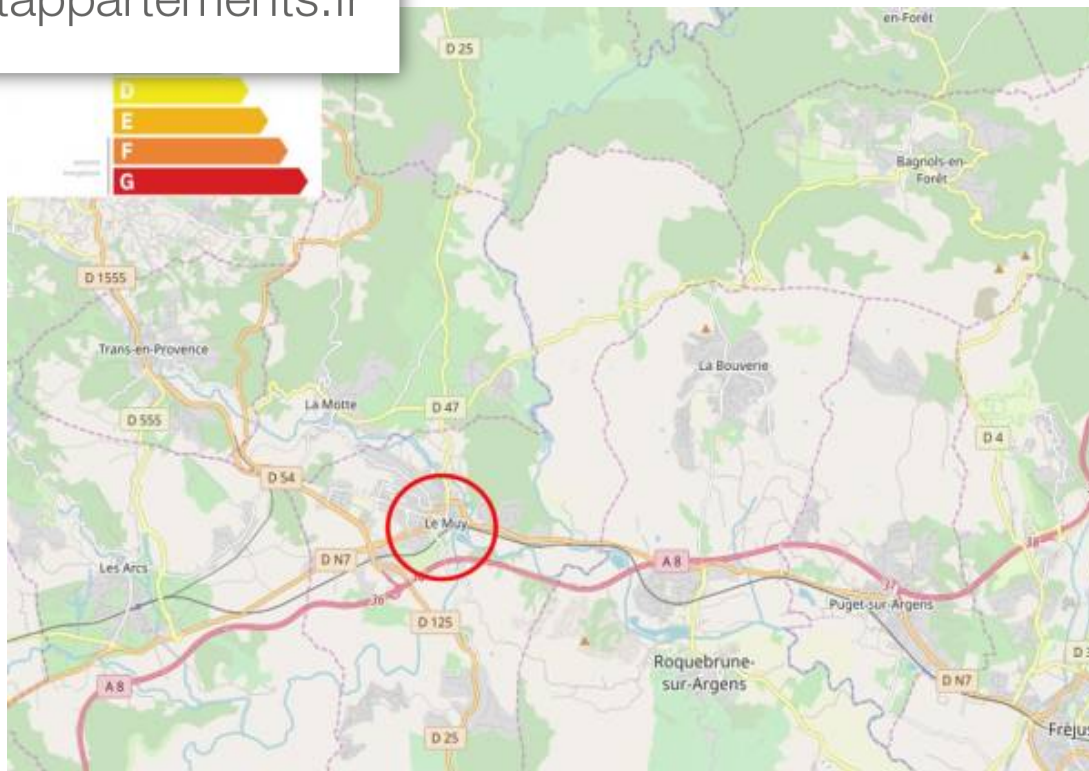 tappartements.fr
D
E
F
G
en-Forêt
D 25
Bagnols-en-
Forêt
D 1555
Trans-en-Provence
La Bouverie
La Motte
D 47
D 555
D 4
D 54
Le Muy
38
D N7
A 8
Les Arcs
36
37
Puget-sur-Argens
D 125
D 3
Roquebrune-
sur-Argens
A 8
D N7
D 25
Fréjus